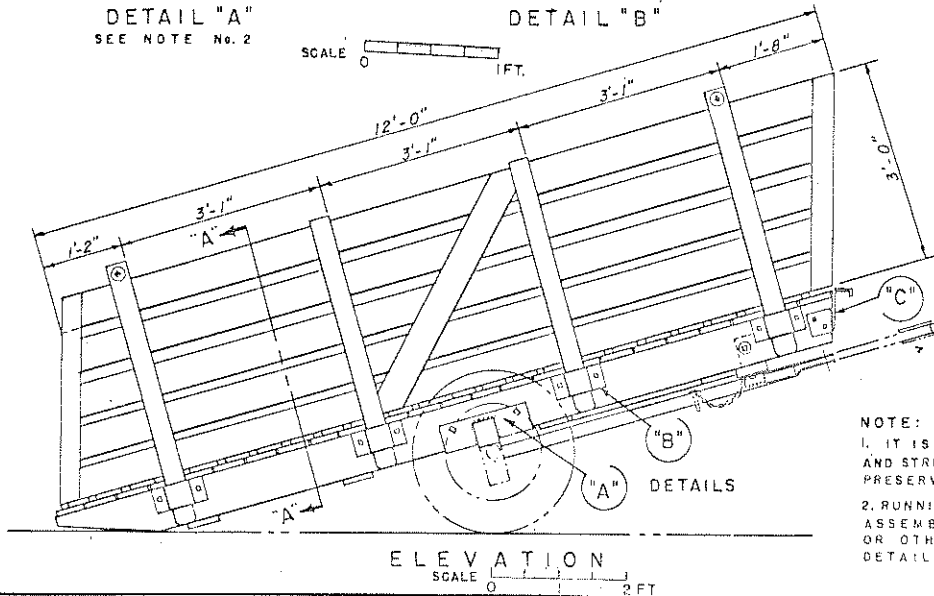 DETAIL "A"
SEE NOTE No. 2
DETAIL "B"
SCALE
0
1 FT.
12'-0"
1'-2"
3'-1"
3'-1"
3'-1"
1'-8"
3'-0"
"A"
"A"
"A" DETAILS
"B"
"C"
NOTE:
1. IT IS
AND STRI
PRESERV
2. RUNNI
ASSEMB
OR OTH
DETAIL
ELEVATION
SCALE
0
2 FT